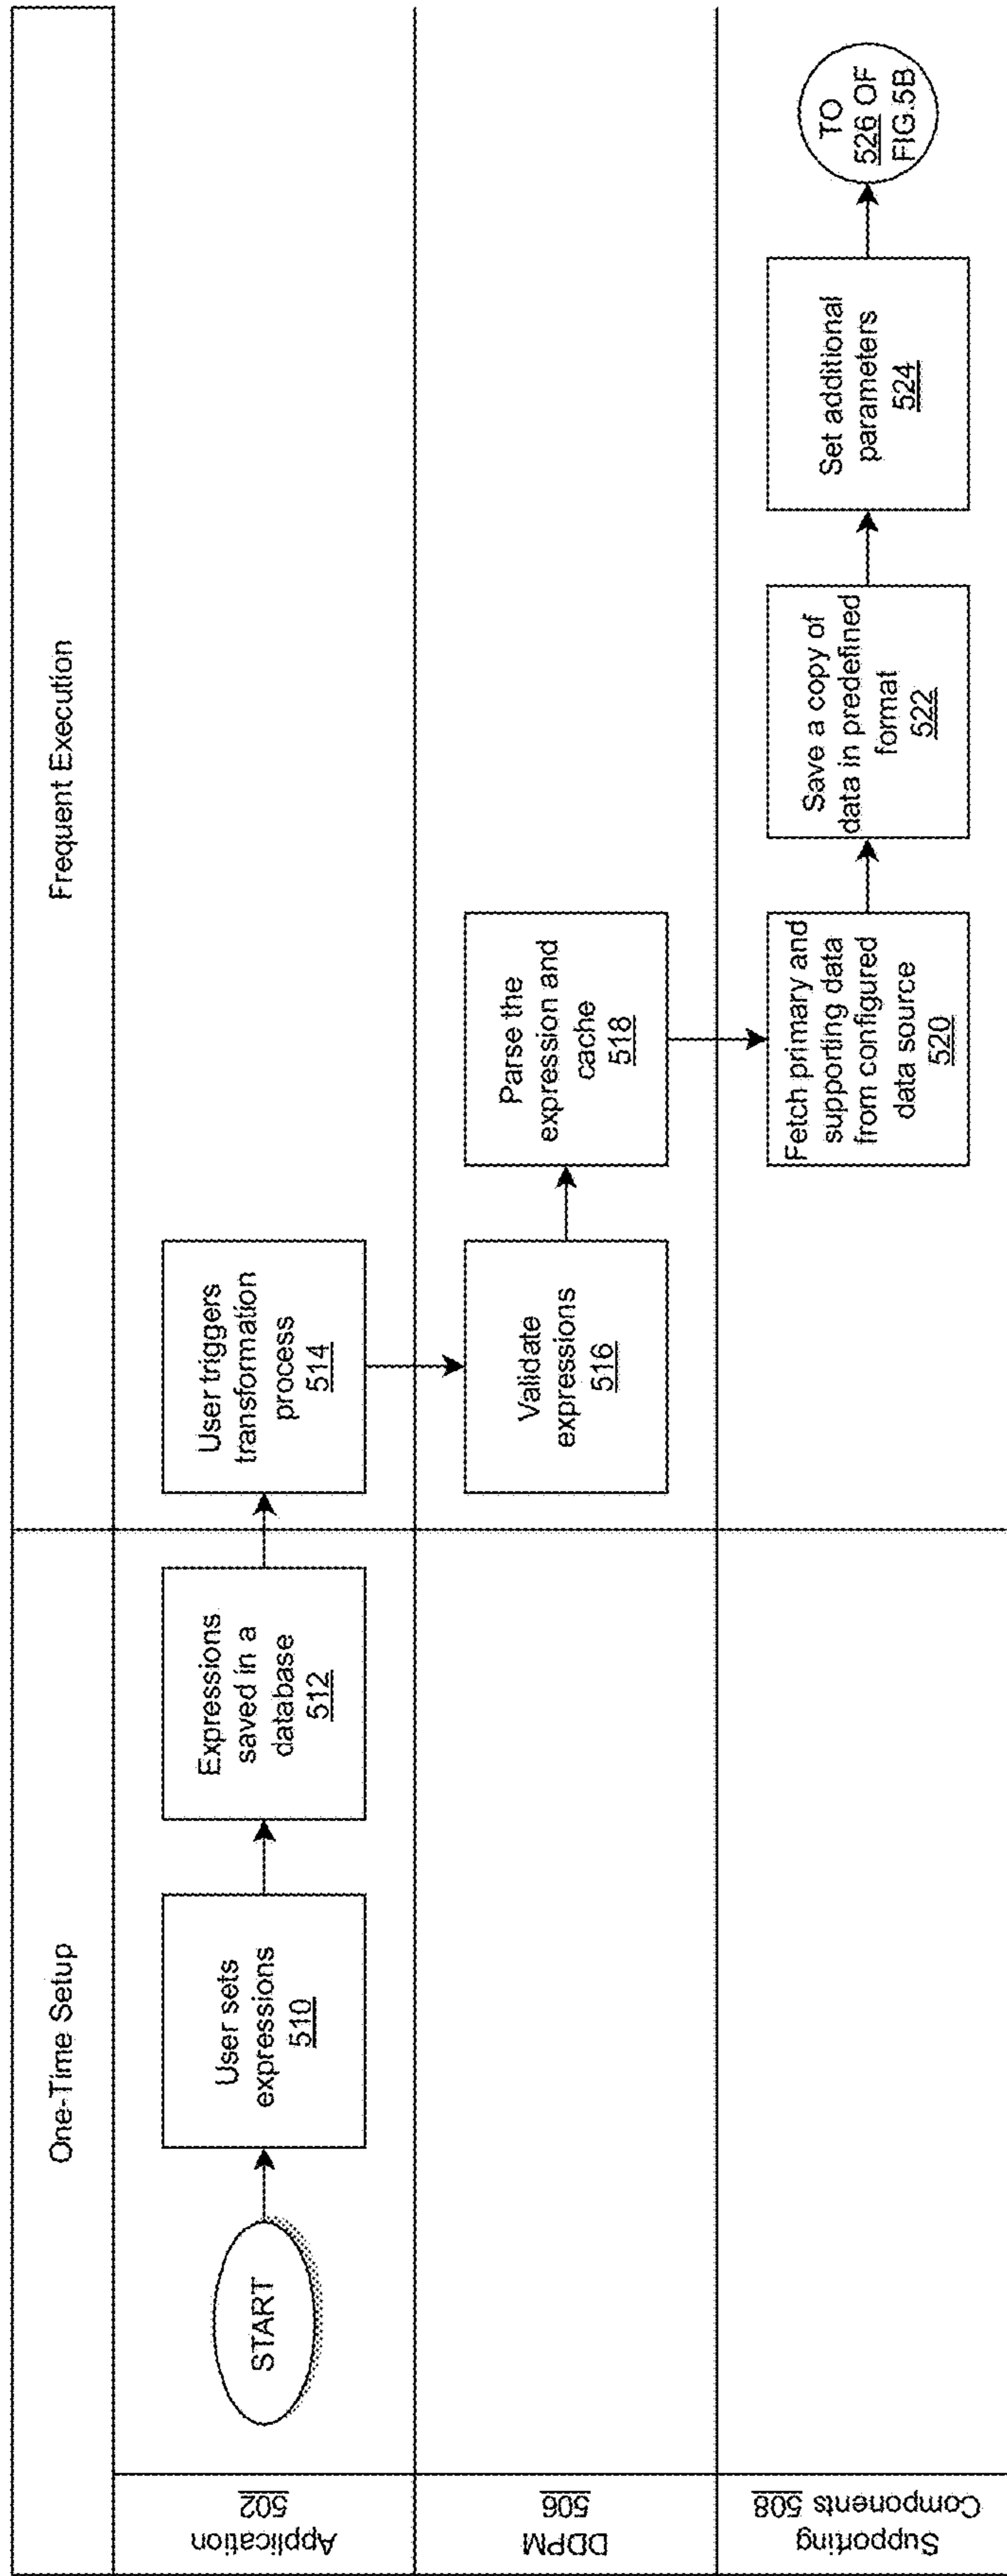 One-Time Setup
Frequent Execution
Application
502
START
User sets
expressions
510
Expressions
saved in a
database
512
User triggers
transformation
process
514
DDPM
506
Validate
expressions
516
Parse the
expression and
cache
518
Supporting
Components 508
Fetch primary and
supporting data
from configured
data source
520
Save a copy of
data in predefined
format
522
Set additional
parameters
524
TO
526 OF
FIG.5B